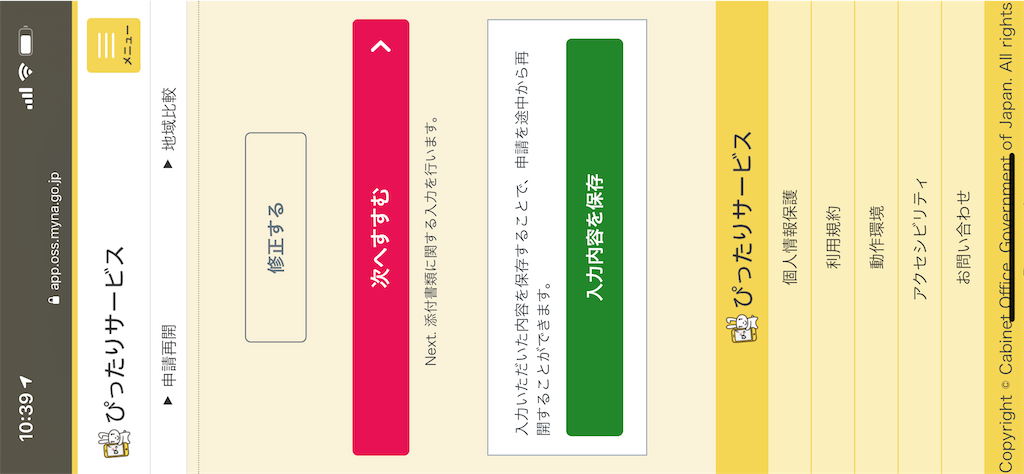 10:39
app.oss.myna.go.jp
ぴったりサービス
メニュー
▶ 申請再開
▶ 地域比較
修正する
次へすすむ
Next. 添付書類に関する入力を行います。
入力いただいた内容を保存することで、申請を途中から再
開することができます。
入力内容を保存
ぴったりサービス
個人情報保護
利用規約
動作環境
アクセシビリティ
お問い合わせ
Copyright © Cabinet Office, Government of Japan. All rights